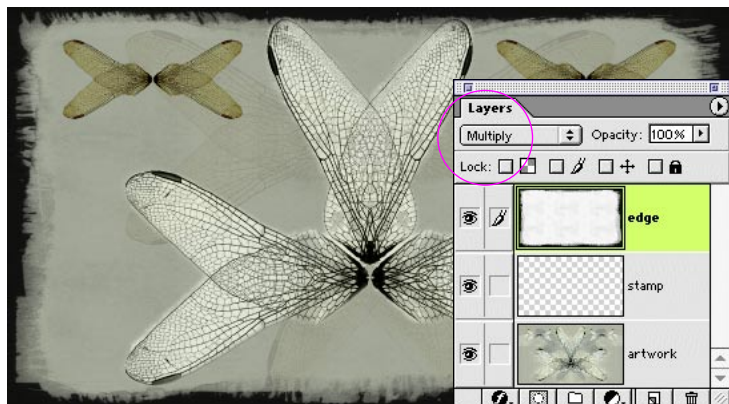 Layers
Multiply Opacity: 100%
Lock:
edge
stamp
artwork